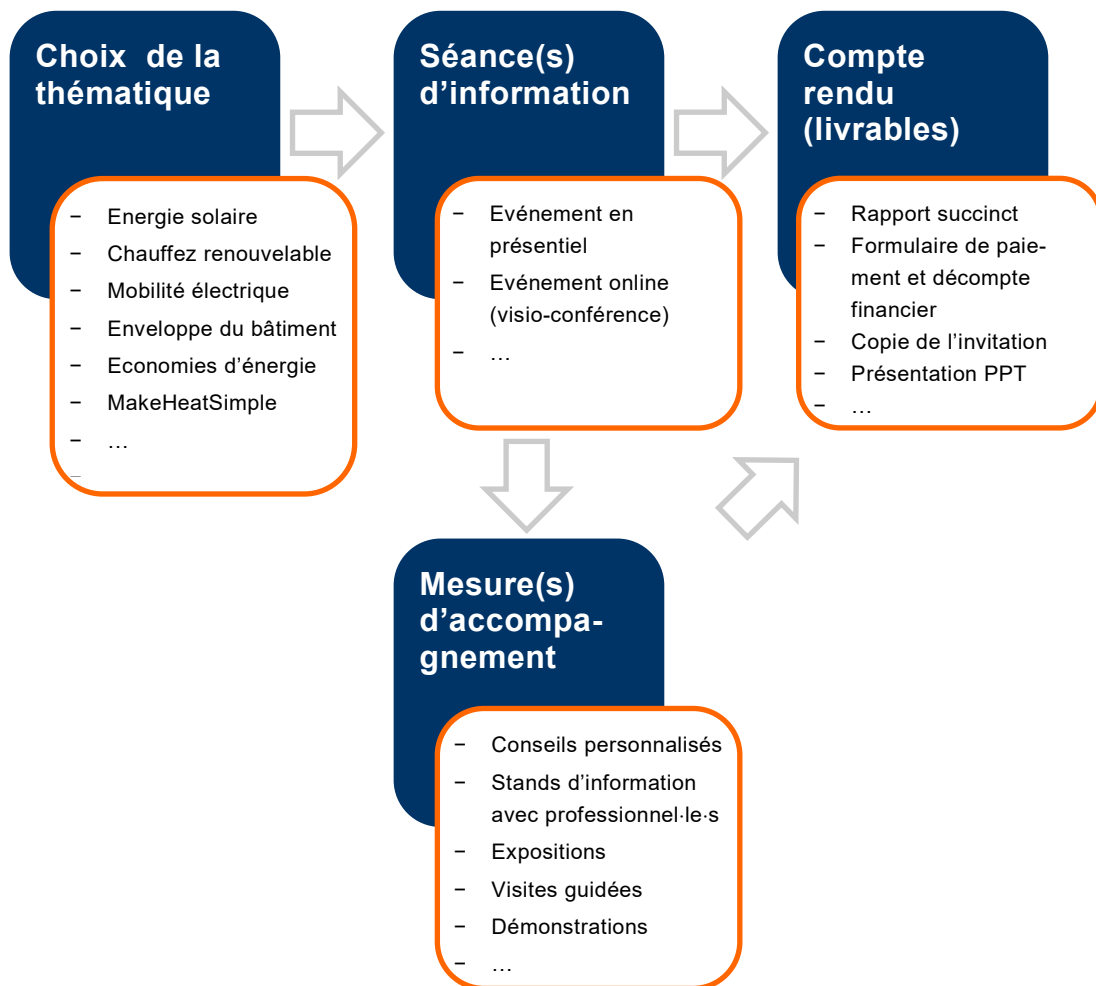 Choix de la
thématique
− Energie solaire
− Chauffez renouvelable
− Mobilité électrique
− Enveloppe du bâtiment
− Economies d’énergie
− MakeHeatSimple
− …
−
Séance(s)
d’information
− Evénement en
présentiel
− Evénement online
(visio-conférence)
− …
Compte
rendu
(livrables)
− Rapport succinct
− Formulaire de paie-
ment et décompte
financier
− Copie de l’invitation
− Présentation PPT
− …
Mesure(s)
d’accompa-
gnement
− Conseils personnalisés
− Stands d’information
avec professionnel·le·s
− Expositions
− Visites guidées
− Démonstrations
− …